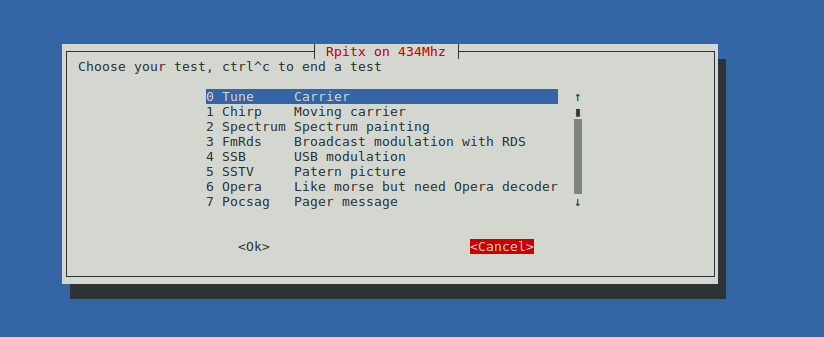 Rpitx on 434Mhz
Choose your test, ctrl^c to end a test
0 Tune Carrier ↑
1 Chirp Moving carrier
2 Spectrum Spectrum painting
3 FmRds Broadcast modulation with RDS
4 SSB USB modulation
5 SSTV Patern picture
6 Opera Like morse but need Opera decoder
7 Pocsag Pager message ↓
<Ok> <Cancel>